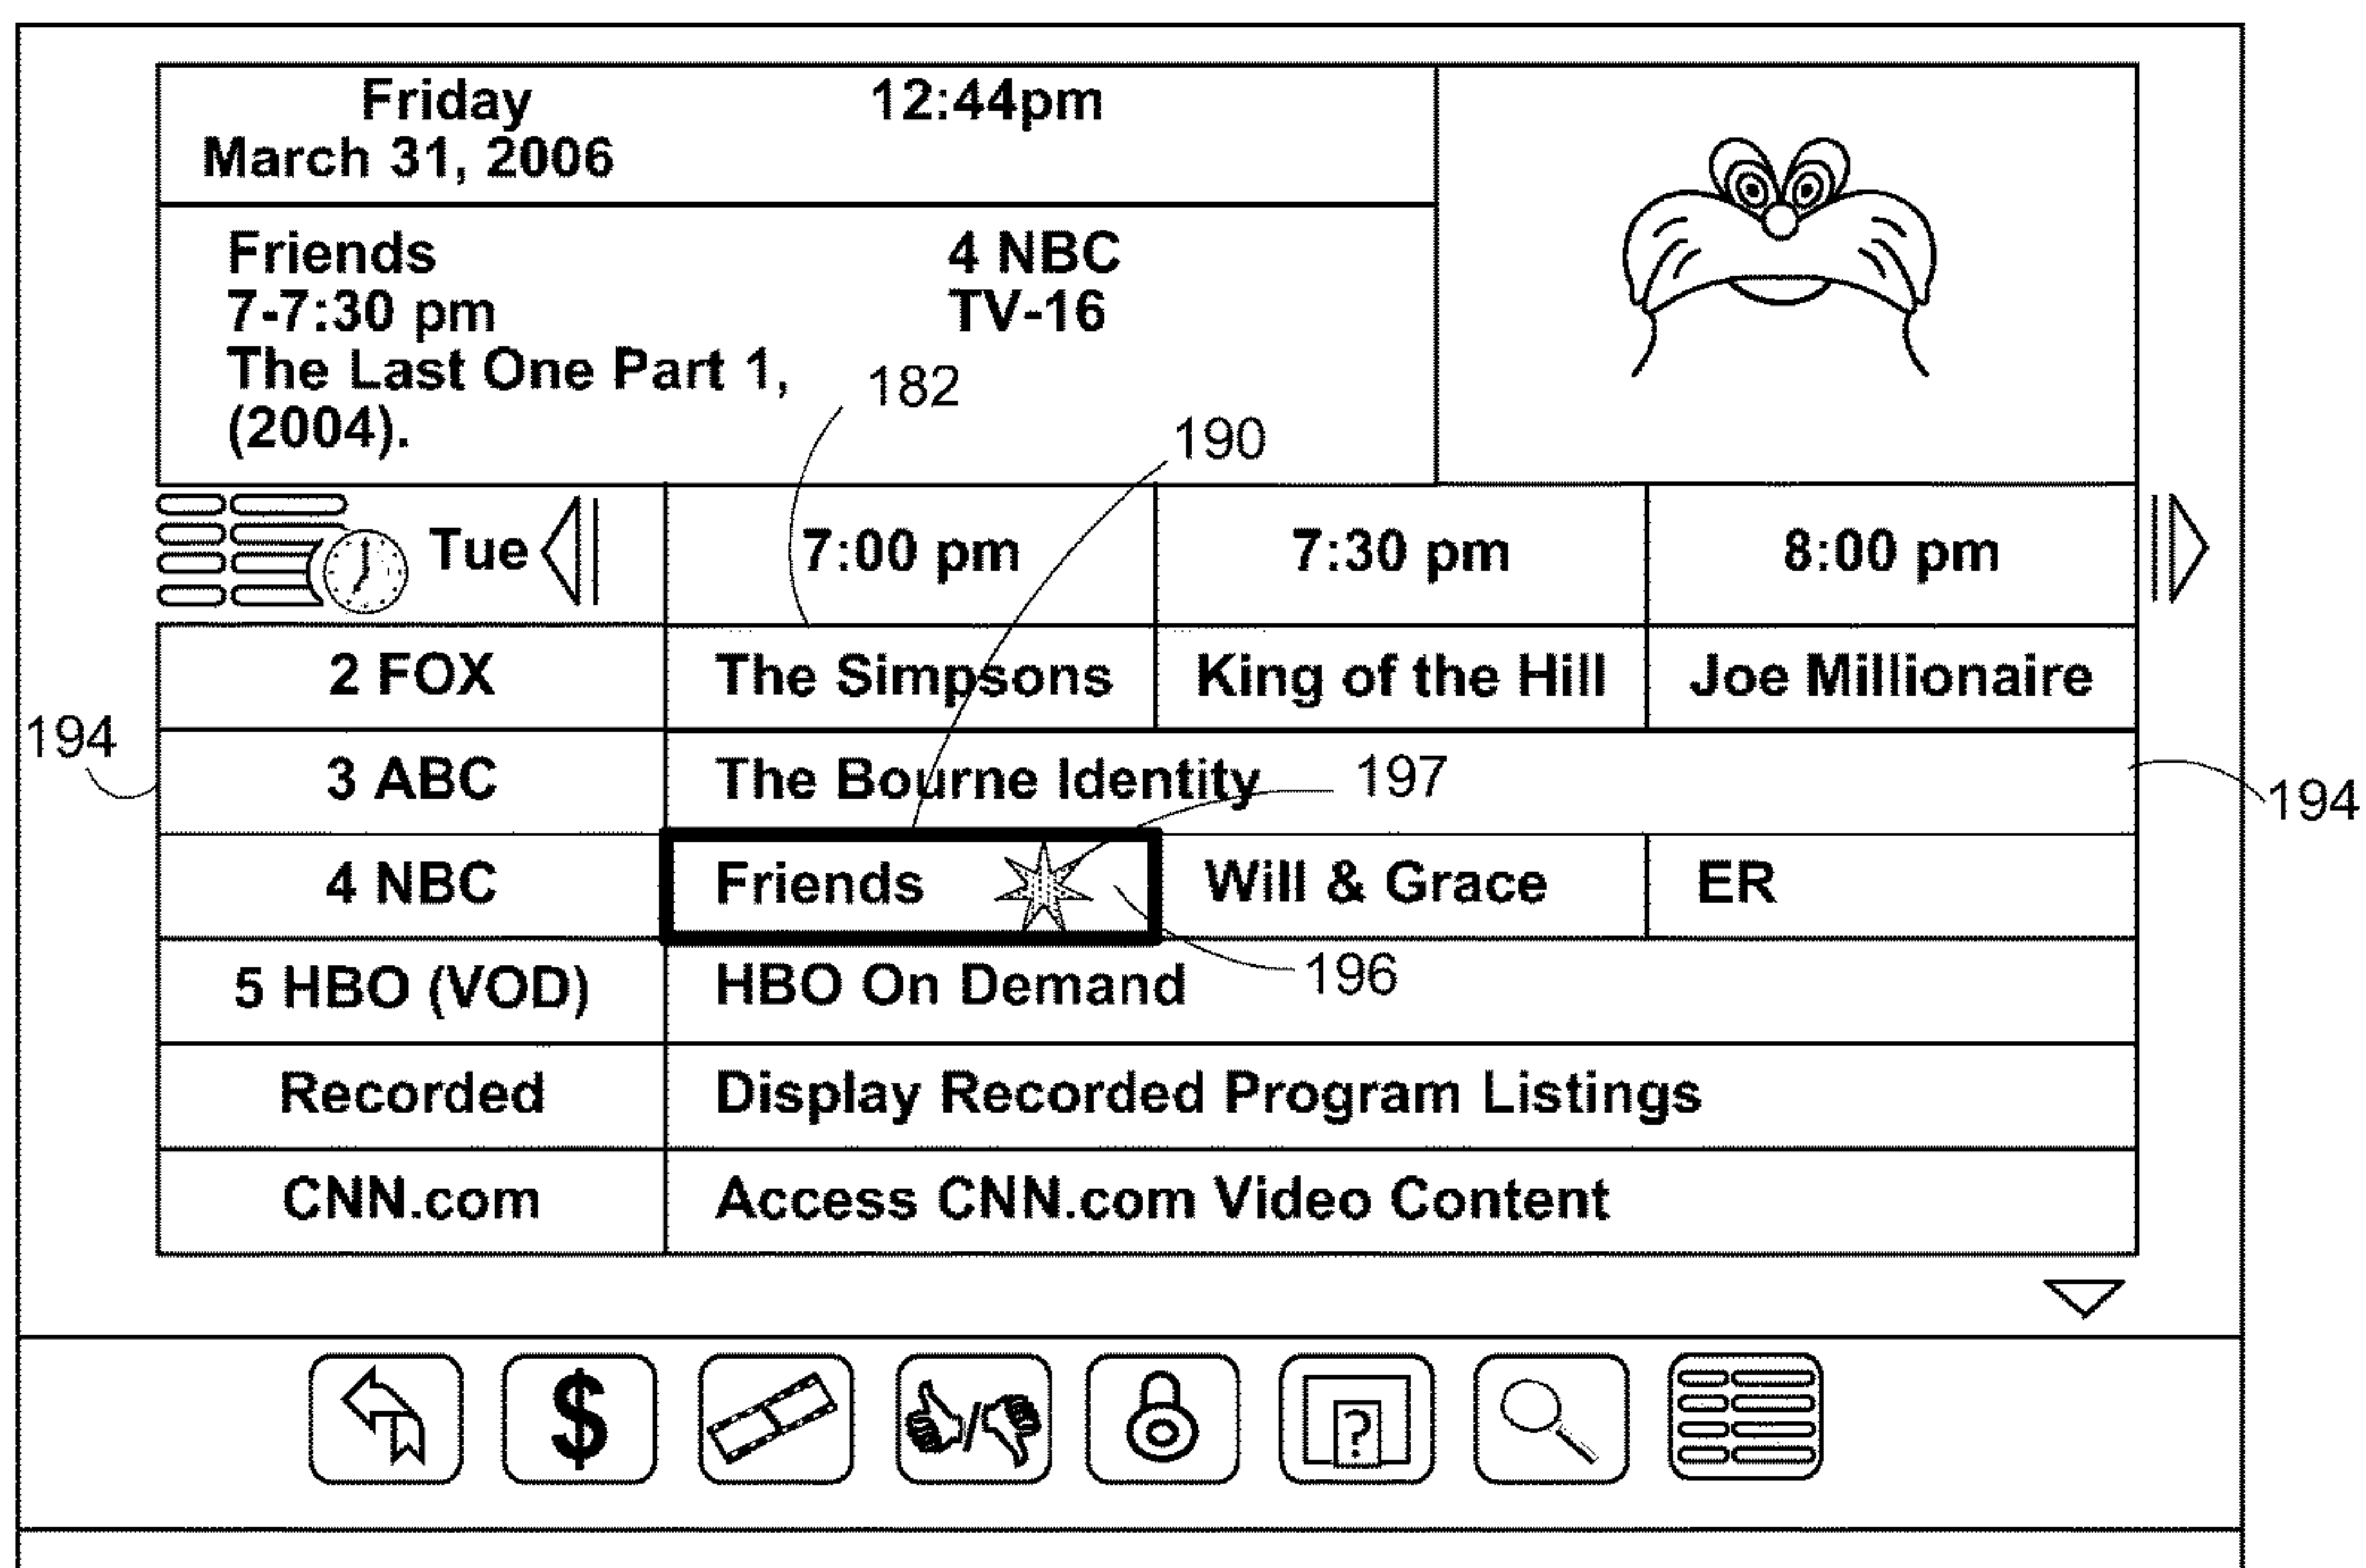 Friday 12:44pm
March 31, 2006
Friends 4 NBC
7-7:30 pm TV-16
The Last One Part 1,
(2004).
182
190
Tue 7:00 pm 7:30 pm 8:00 pm
2 FOX The Simpsons King of the Hill Joe Millionaire
194
3 ABC The Bourne Identity 197
194
4 NBC Friends Will & Grace ER
5 HBO (VOD) HBO On Demand 196
Recorded Display Recorded Program Listings
CNN.com Access CNN.com Video Content
$ ?